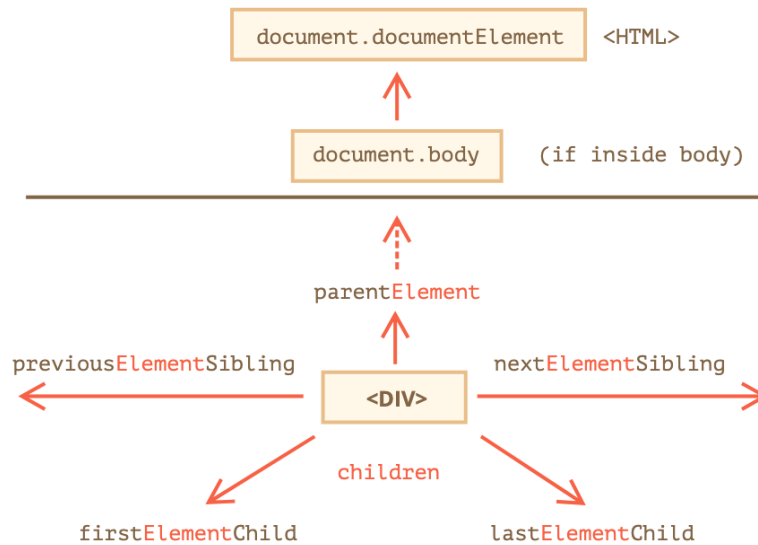 document.documentElement <HTML>
document.body (if inside body)
parentElement
previousElementSibling nextElementSibling
<DIV>
children
firstElementChild lastElementChild